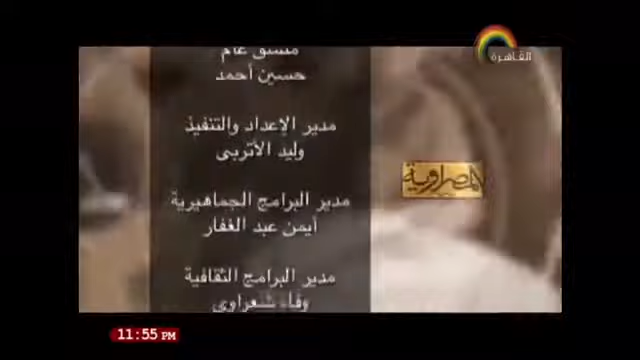 القاهرة
منسق عام
حسين أحمد
مدير الإعداد والتنفيذ
وليد الأتربى
المصراوية
مدير البرامج الجماهيرية
أيمن عبد الغفار
مدير البرامج الثقافية
وفاء شعراوى
11:55 PM